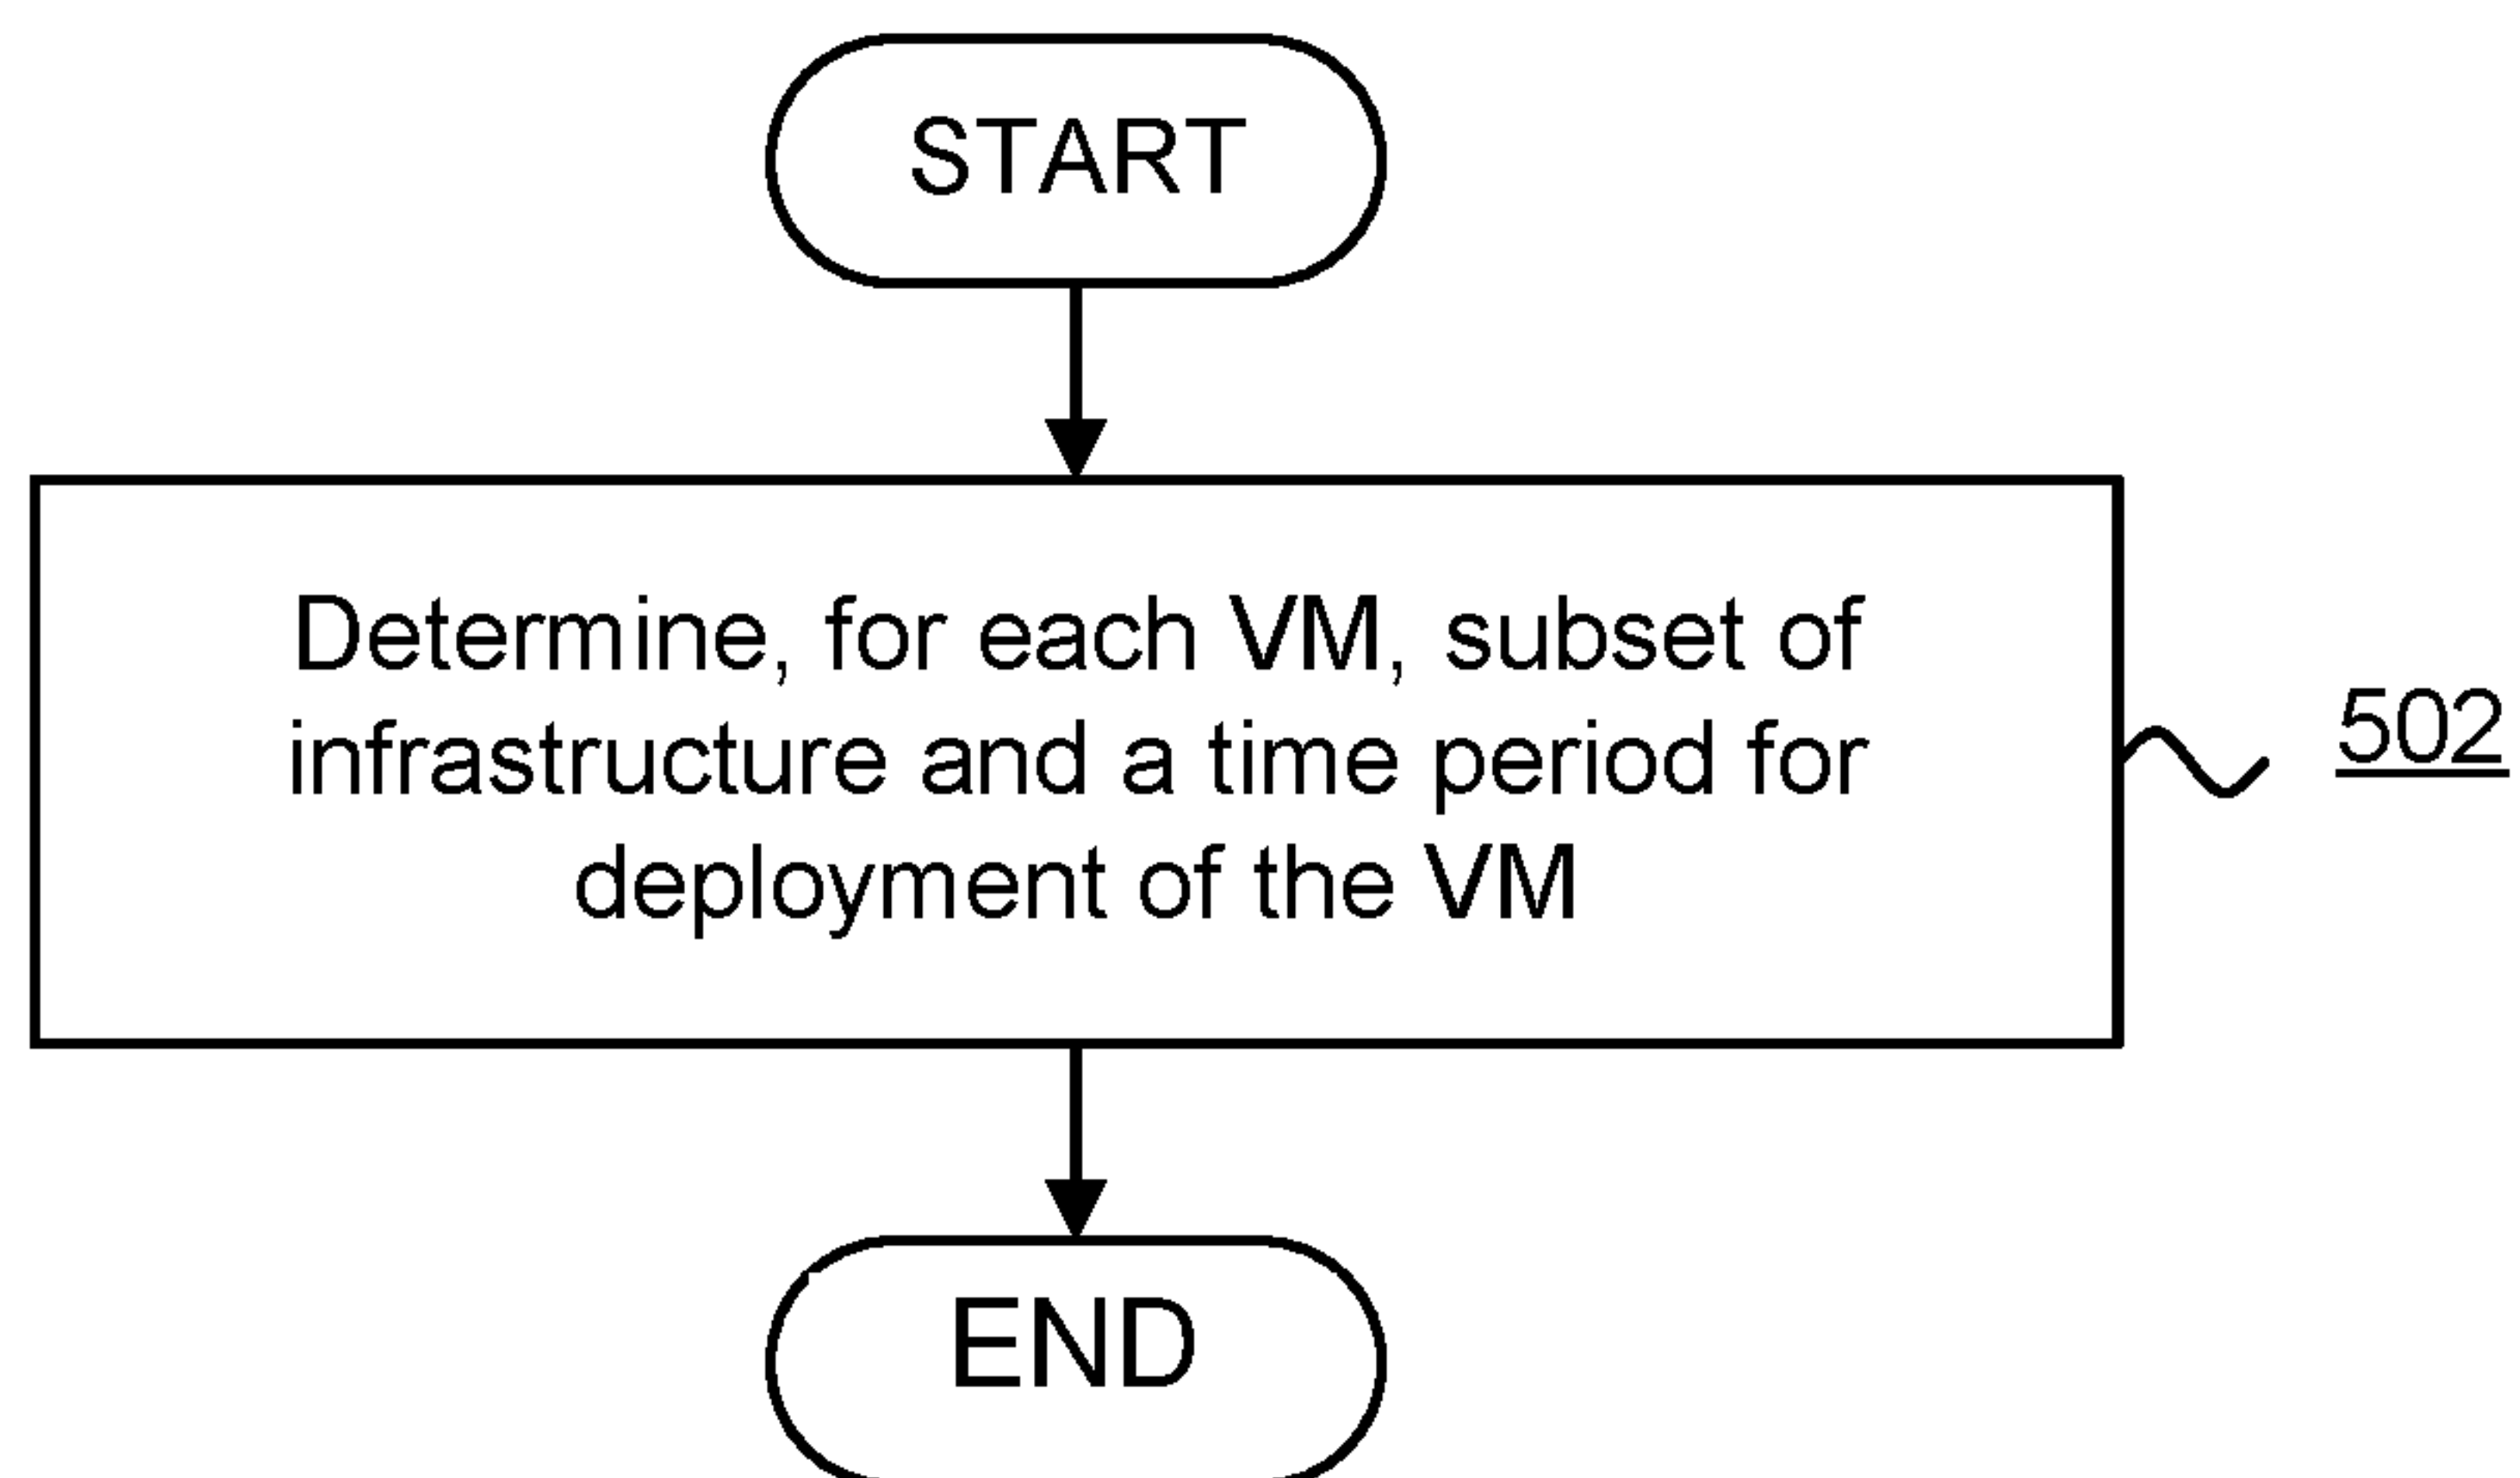 START
Determine, for each VM, subset of
infrastructure and a time period for
deployment of the VM
502
END